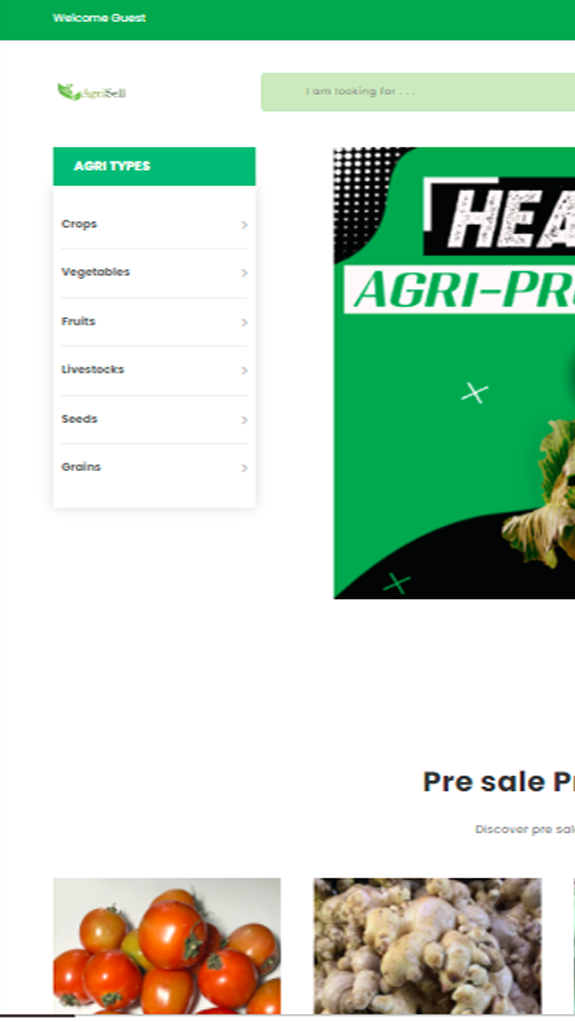 Welcome Guest
AgriSell
I am looking for . . .
AGRI TYPES
Crops
Vegetables
Fruits
Livestocks
Seeds
Grains
HEA
AGRI-PR
Pre sale P
Discover pre sal